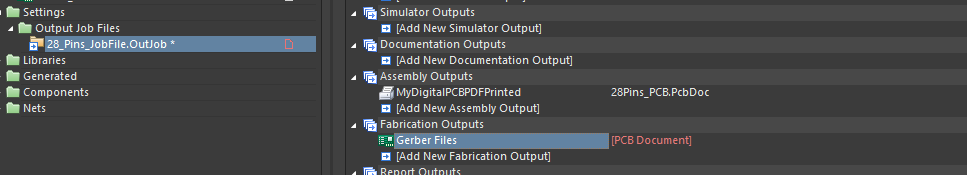 Settings
Output Job Files
28_Pins_JobFile.OutJob *
Libraries
Generated
Components
Nets
Simulator Outputs
[Add New Simulator Output]
Documentation Outputs
[Add New Documentation Output]
Assembly Outputs
MyDigitalPCBPDFPrinted 28Pins_PCB.PcbDoc
[Add New Assembly Output]
Fabrication Outputs
Gerber Files [PCB Document]
[Add New Fabrication Output]
Report Outputs